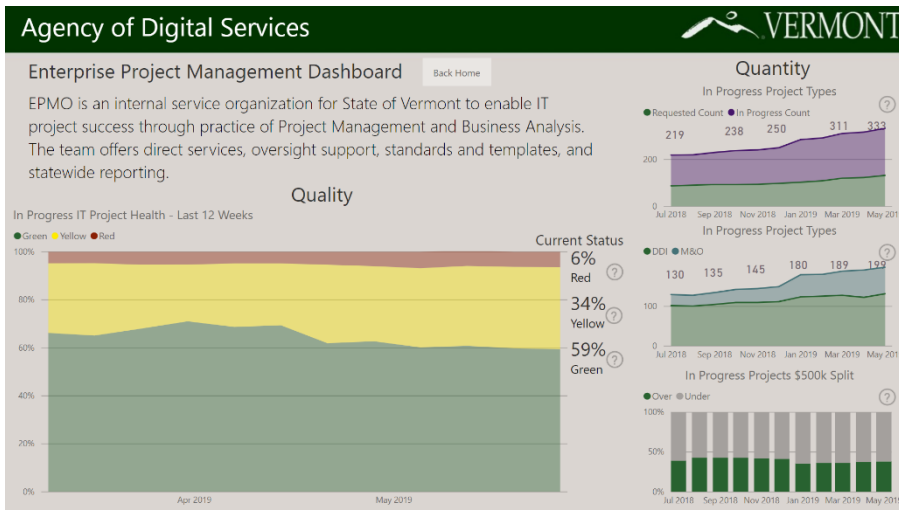 Agency of Digital Services
VERMONT
Enterprise Project Management Dashboard
Back Home
EPMO is an internal service organization for State of Vermont to enable IT
project success through practice of Project Management and Business Analysis.
The team offers direct services, oversight support, standards and templates, and
statewide reporting.
Quality
In Progress IT Project Health - Last 12 Weeks
Green Yellow Red
100%
80%
60%
40%
20%
0%
Apr 2019 May 2019
Current Status
6%
Red ?
34%
Yellow ?
59%
Green ?
Quantity
In Progress Project Types
?
Requested Count In Progress Count
219 238 250 311 333
200
0
Jul 2018 Sep 2018 Nov 2018 Jan 2019 Mar 2019 May 201
In Progress Project Types
?
DDI M&O
130 135 145 180 189 199
100
0
Jul 2018 Sep 2018 Nov 2018 Jan 2019 Mar 2019 May 201
In Progress Projects $500k Split
?
Over Under
100%
50%
0%
Jul 2018 Sep 2018 Nov 2018 Jan 2019 Mar 2019 May 201